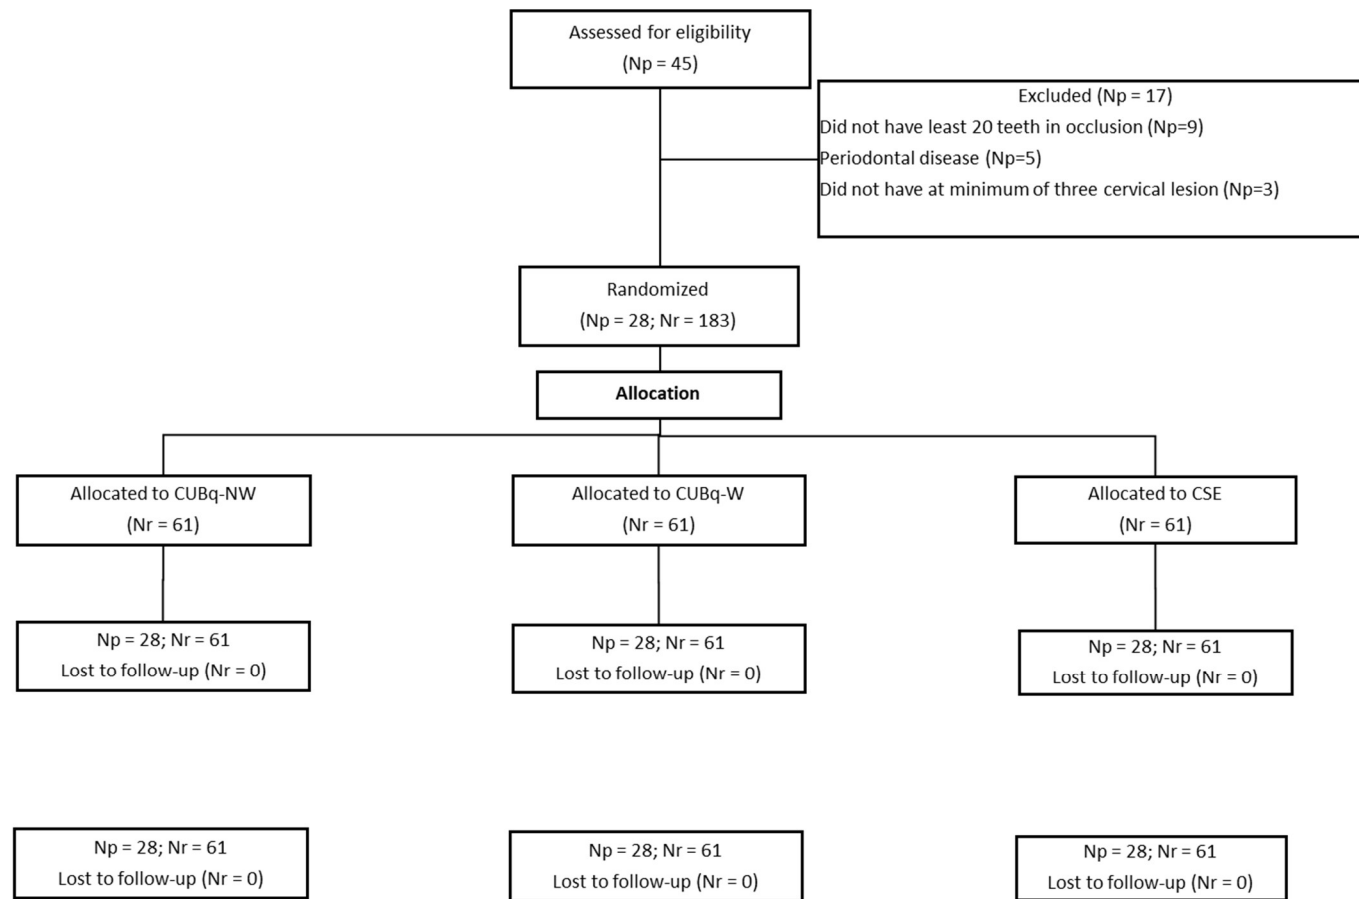 Assessed for eligibility
(Np = 45)
Excluded (Np = 17)
Did not have least 20 teeth in occlusion (Np=9)
Periodontal disease (Np=5)
Did not have at minimum of three cervical lesion (Np=3)
Randomized
(Np = 28; Nr = 183)
Allocation
Allocated to CUBq-NW
(Nr = 61)
Allocated to CUBq-W
(Nr = 61)
Allocated to CSE
(Nr = 61)
Np = 28; Nr = 61
Lost to follow-up (Nr = 0)
Np = 28; Nr = 61
Lost to follow-up (Nr = 0)
Np = 28; Nr = 61
Lost to follow-up (Nr = 0)
Np = 28; Nr = 61
Lost to follow-up (Nr = 0)
Np = 28; Nr = 61
Lost to follow-up (Nr = 0)
Np = 28; Nr = 61
Lost to follow-up (Nr = 0)